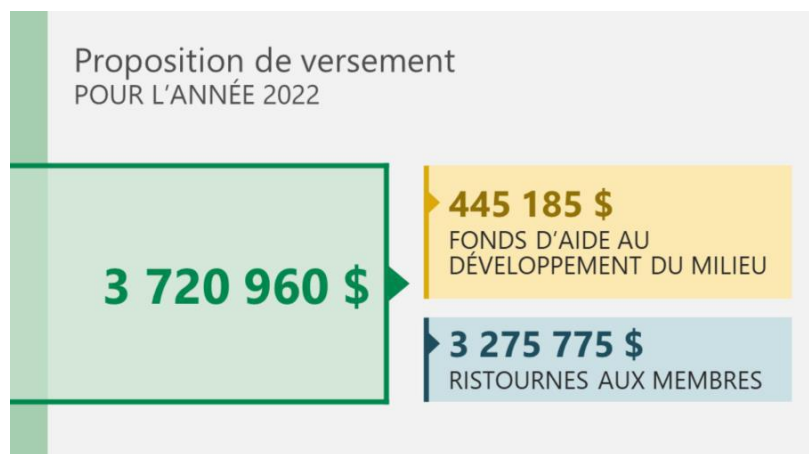 Proposition de versement
POUR L'ANNÉE 2022
3 720 960 $
445 185 $
FONDS D'AIDE AU
DÉVELOPPEMENT DU MILIEU
3 275 775 $
RISTOURNES AUX MEMBRES